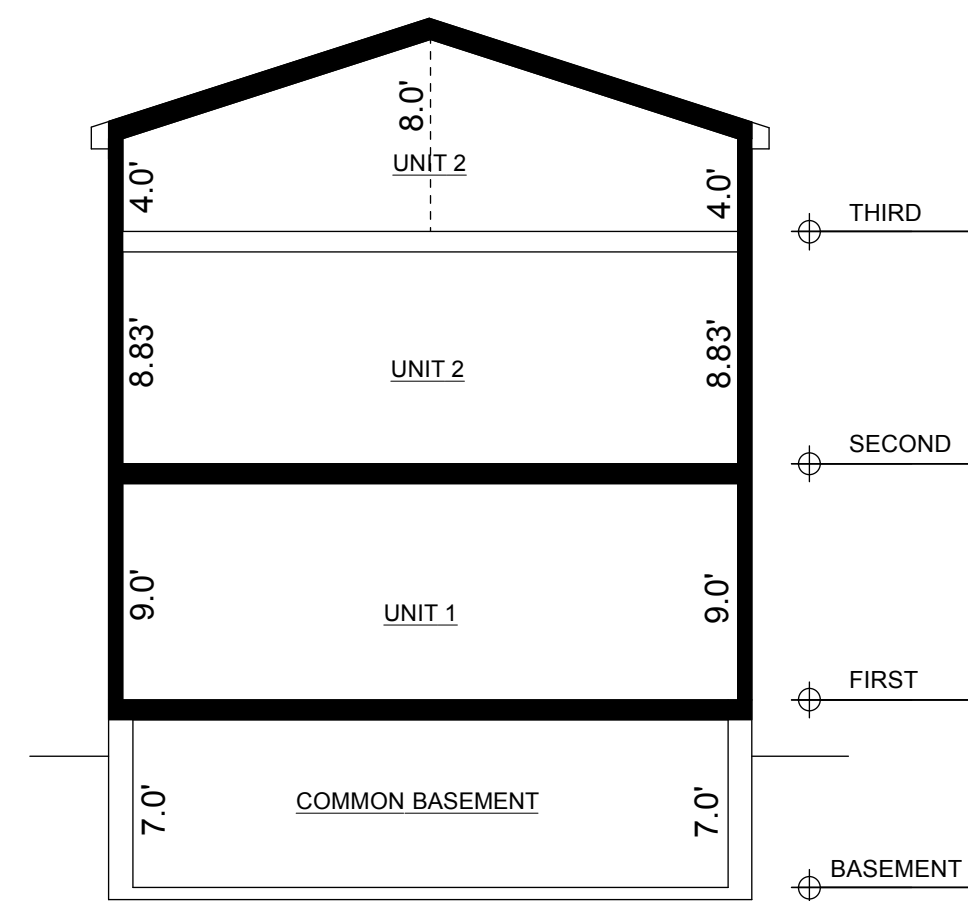 8.0'
UNIT 2
4.0'
4.0'
THIRD
8.83'
UNIT 2
8.83'
SECOND
9.0'
UNIT 1
9.0'
FIRST
7.0'
COMMON BASEMENT
7.0'
BASEMENT